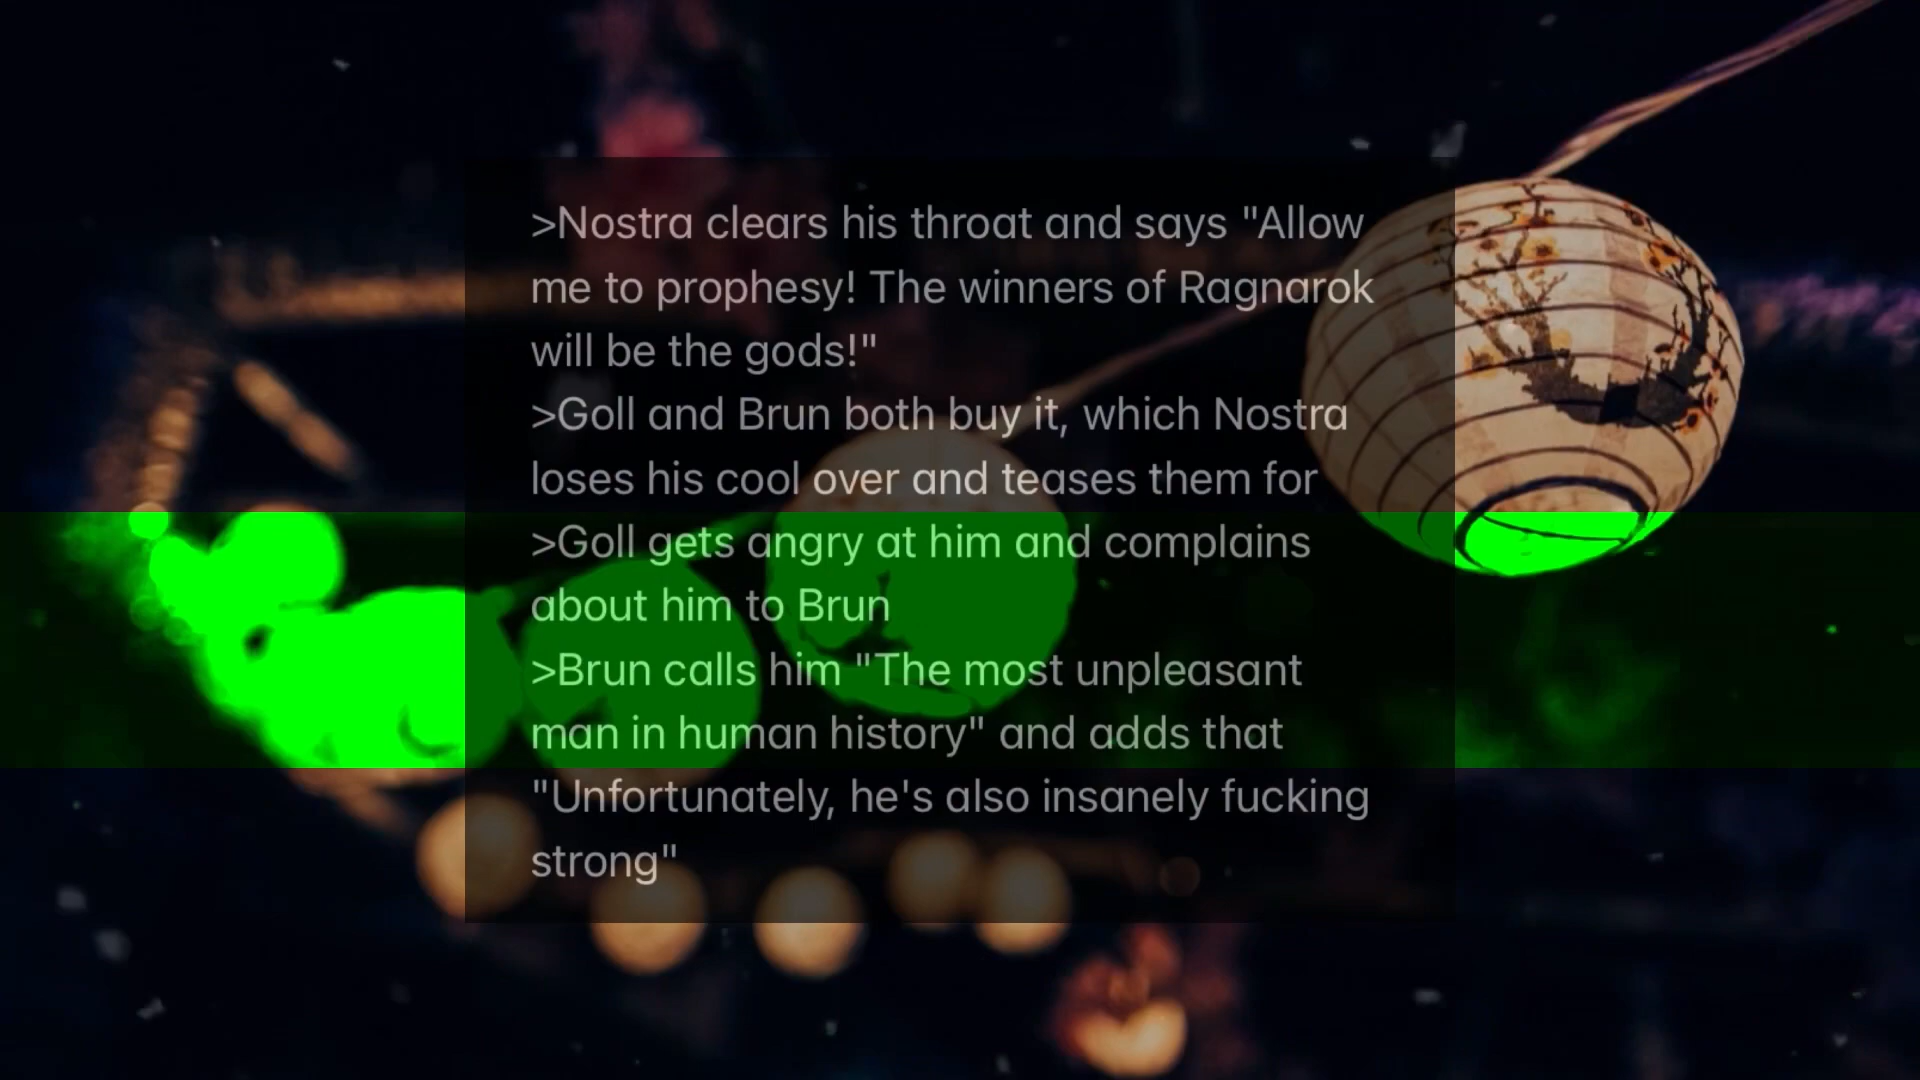 >Nostra clears his throat and says "Allow
me to prophesy! The winners of Ragnarok
will be the gods!"
>Goll and Brun both buy it, which Nostra
loses his cool over and teases them for
>Goll gets angry at him and complains
about him to Brun
>Brun calls him "The most unpleasant
man in human history" and adds that
"Unfortunately, he's also insanely fucking
strong"